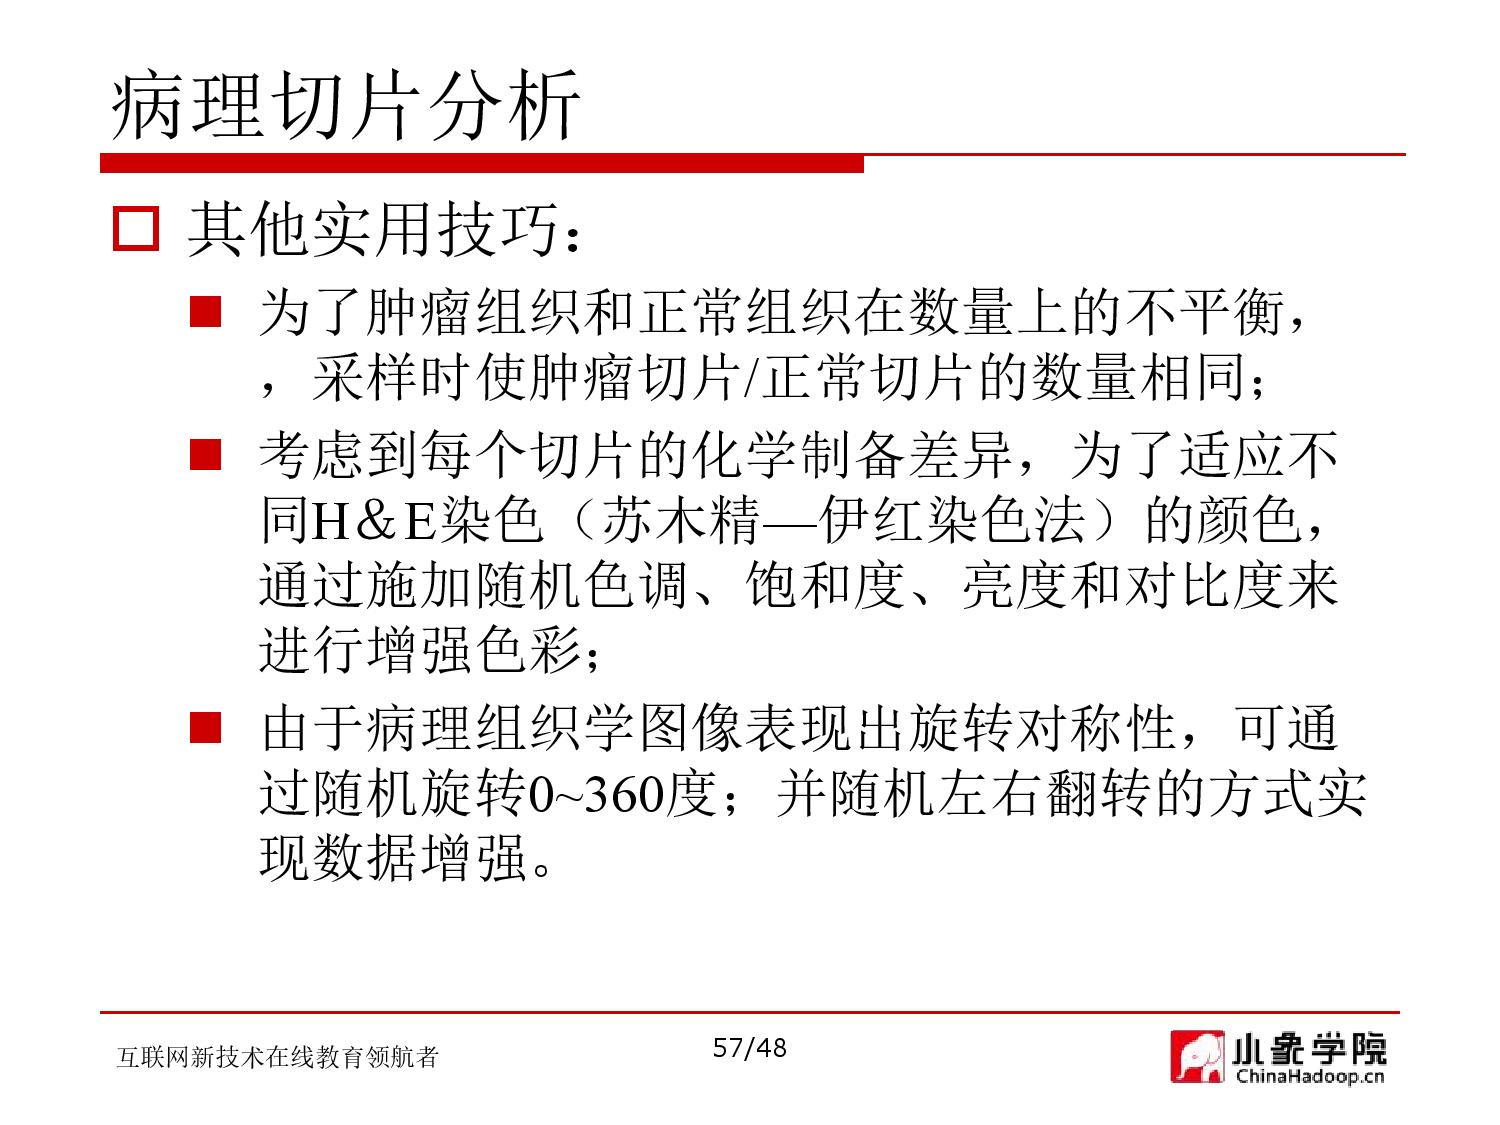 病理切片分析
其他实用技巧：
为了肿瘤组织和正常组织在数量上的不平衡，
，采样时使肿瘤切片/正常切片的数量相同；
考虑到每个切片的化学制备差异，为了适应不
同H＆E染色（苏木精—伊红染色法）的颜色，
通过施加随机色调、饱和度、亮度和对比度来
进行增强色彩；
由于病理组织学图像表现出旋转对称性，可通
过随机旋转0~360度；并随机左右翻转的方式实
现数据增强。
互联网新技术在线教育领航者
57/48
小象学院
ChinaHadoop.cn